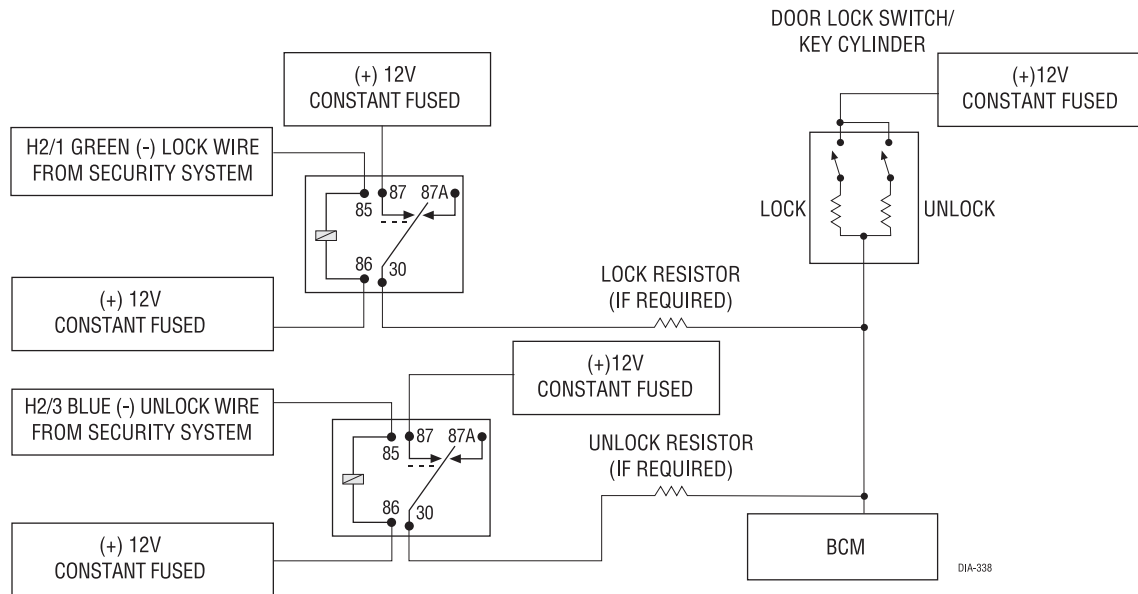 DOOR LOCK SWITCH/
KEY CYLINDER
(+) 12V
CONSTANT FUSED
(+)12V
CONSTANT FUSED
H2/1 GREEN (-) LOCK WIRE
FROM SECURITY SYSTEM
85
87
87A
86
30
LOCK
UNLOCK
(+) 12V
CONSTANT FUSED
LOCK RESISTOR
(IF REQUIRED)
(+)12V
CONSTANT FUSED
H2/3 BLUE (-) UNLOCK WIRE
FROM SECURITY SYSTEM
85
87
87A
86
30
UNLOCK RESISTOR
(IF REQUIRED)
(+) 12V
CONSTANT FUSED
BCM
DIA-338